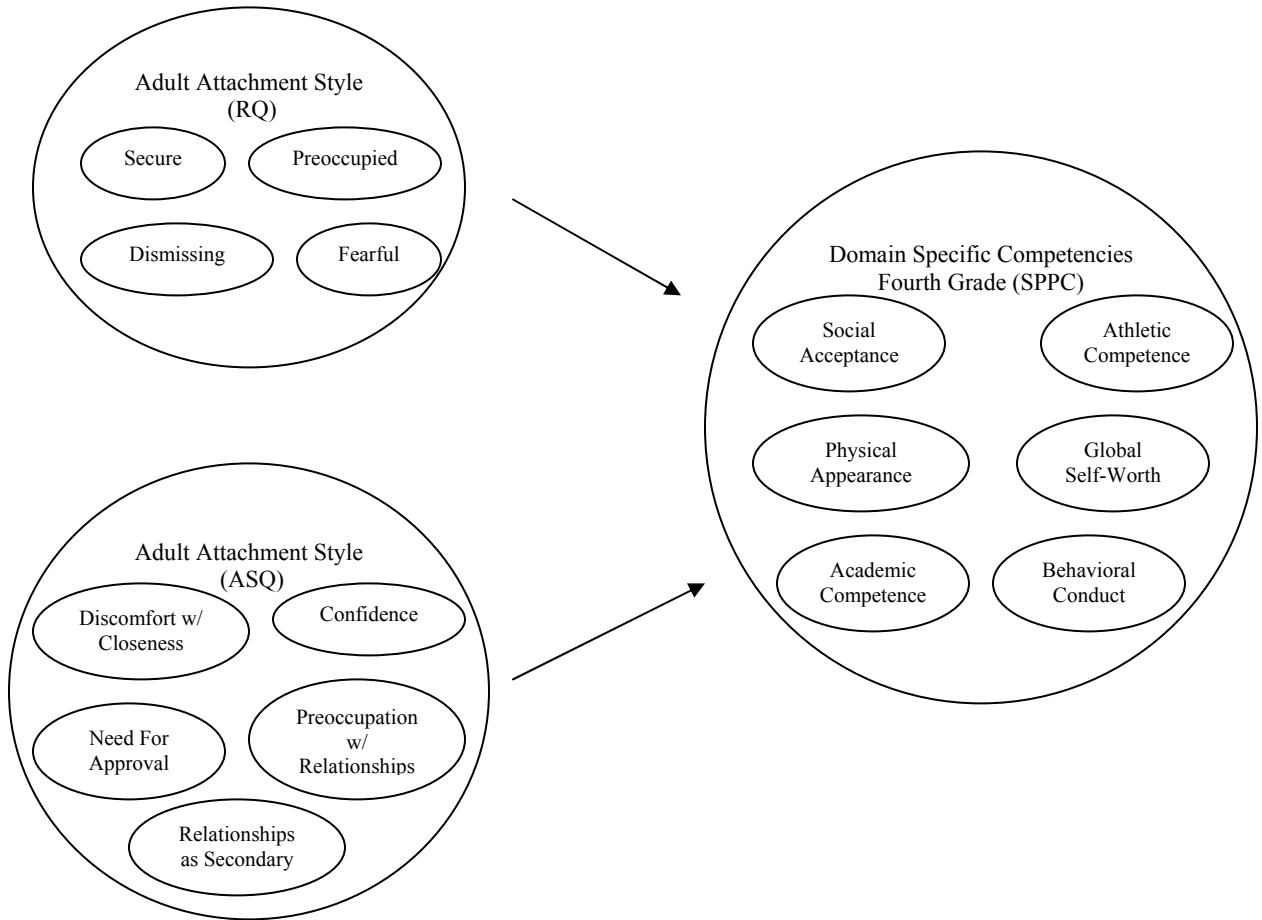 Adult Attachment Style
(RQ)
Secure
Preoccupied
Dismissing
Fearful
Domain Specific Competencies
Fourth Grade (SPPC)
Social
Acceptance
Athletic
Competence
Physical
Appearance
Global
Self-Worth
Academic
Competence
Behavioral
Conduct
Adult Attachment Style
(ASQ)
Discomfort w/
Closeness
Confidence
Need For
Approval
Preoccupation
w/
Relationships
Relationships
as Secondary